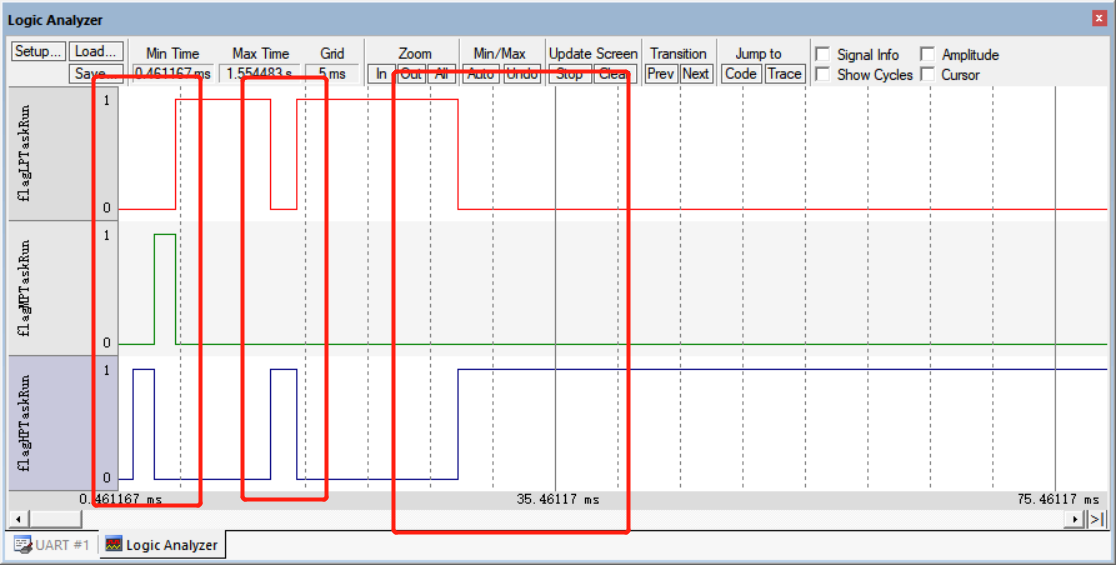 Logic Analyzer
Setup... Load... Min Time Max Time Grid Zoom Min/Max Update Screen Transition Jump to Signal Info Amplitude
Save... 0.461167 ms 1.554483 s 5 ms In Out All Auto Undo Stop Clear Prev Next Code Trace Show Cycles Cursor
flagLPTaskRun
1
0
flagMPTaskRun
1
0
flagHPTaskRun
1
0
0.461167 ms 35.46117 ms 75.46117 ms
UART #1 Logic Analyzer